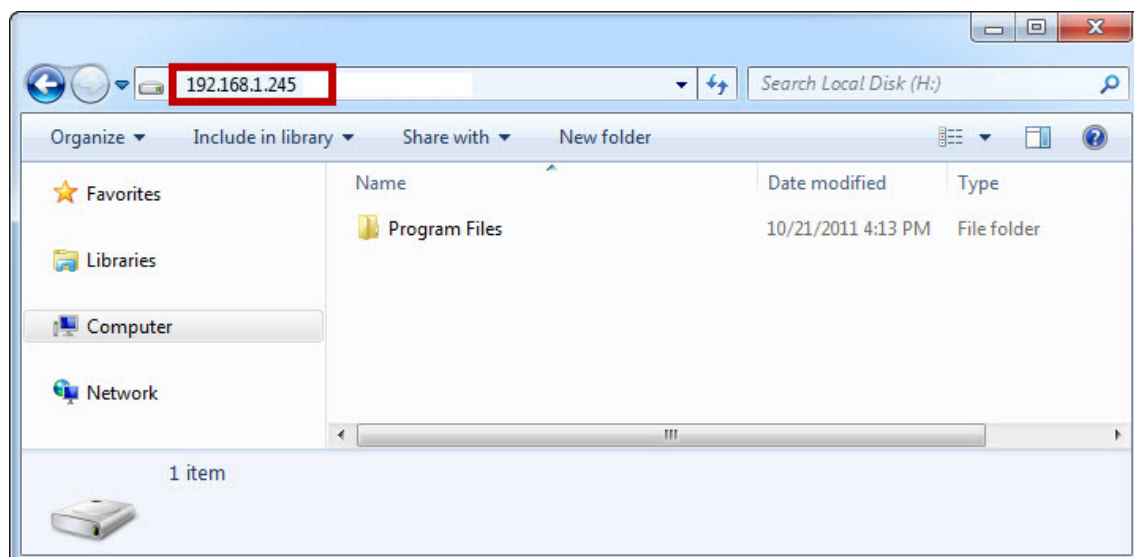 192.168.1.245 Search Local Disk (H:)
Organize Include in library Share with New folder
Name Date modified Type
Favorites
Program Files 10/21/2011 4:13 PM File folder
Libraries
Computer
Network
1 item